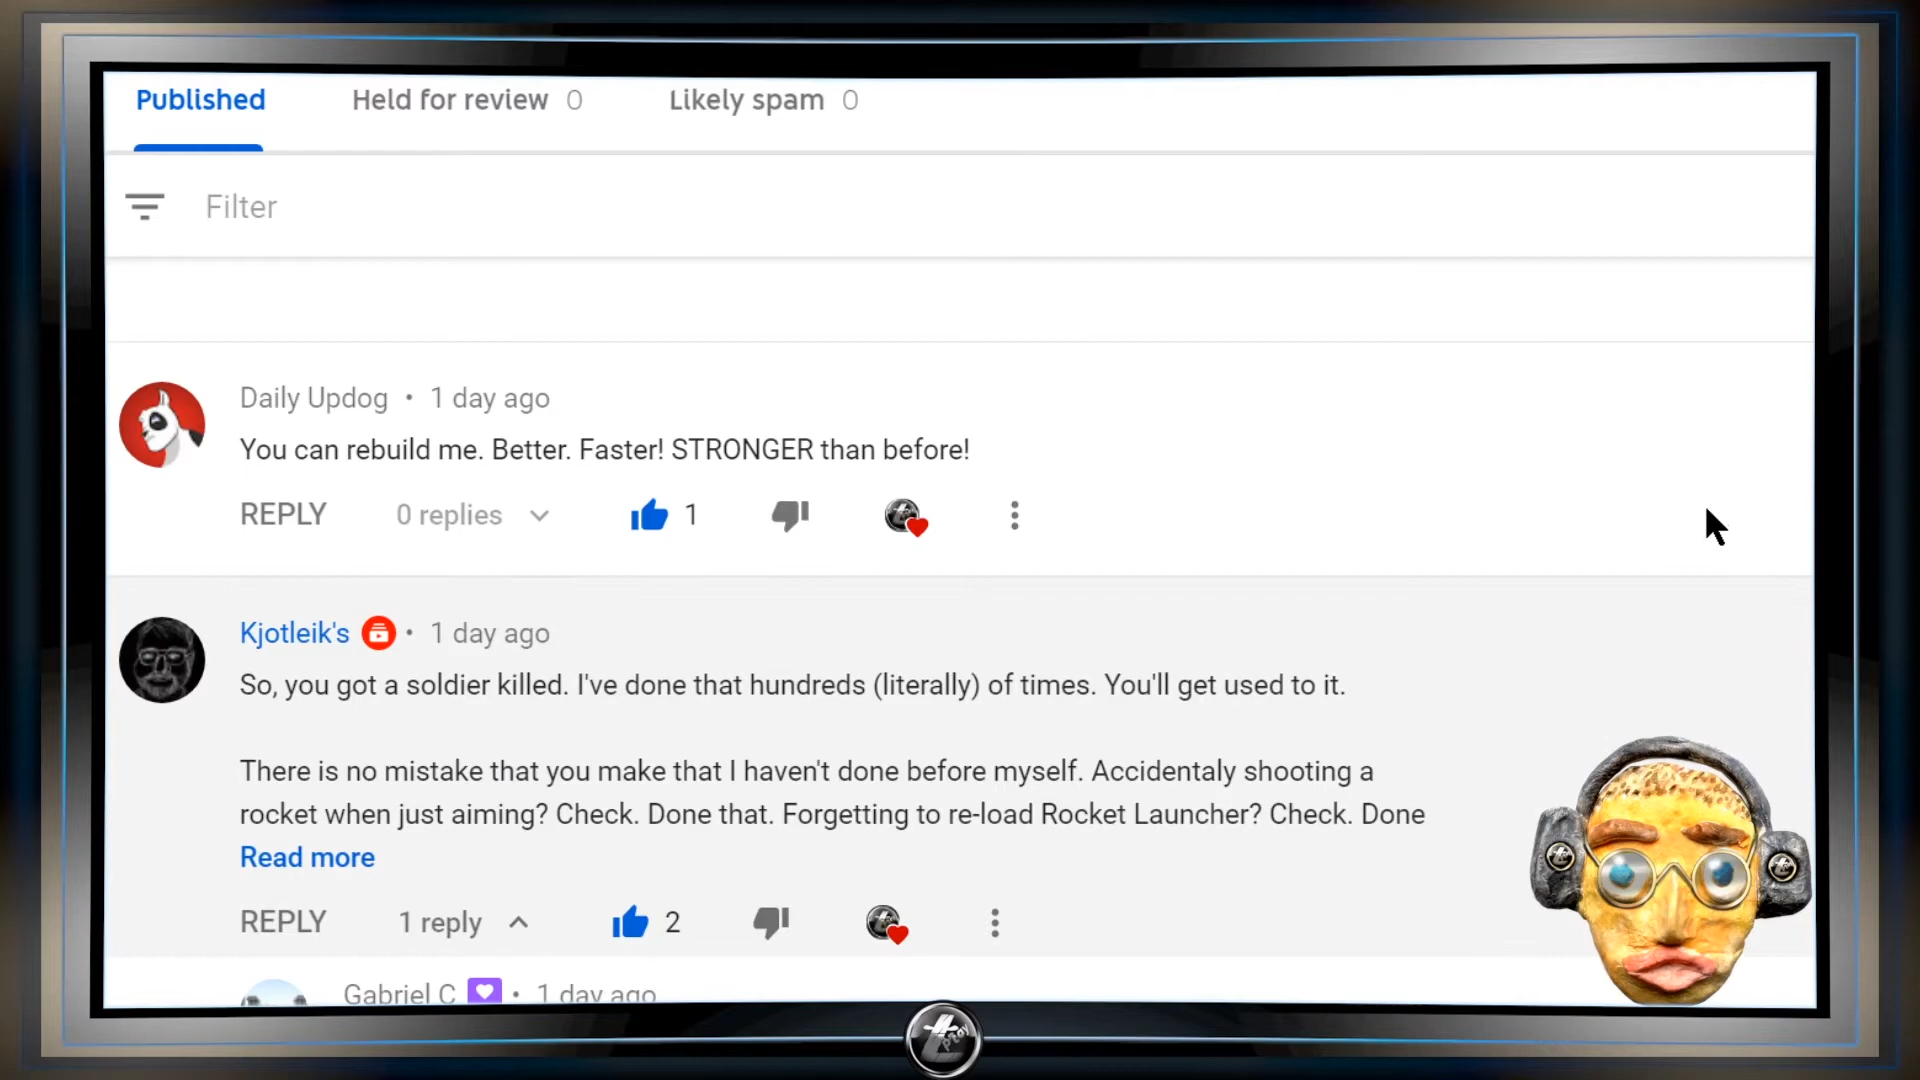 Published Held for review 0 Likely spam 0
Filter
Daily Updog • 1 day ago
You can rebuild me. Better. Faster! STRONGER than before!
REPLY 0 replies 1
Kjotleik's • 1 day ago
So, you got a soldier killed. I've done that hundreds (literally) of times. You'll get used to it.
There is no mistake that you make that I haven't done before myself. Accidentaly shooting a
rocket when just aiming? Check. Done that. Forgetting to re-load Rocket Launcher? Check. Done
Read more
REPLY 1 reply 2
Gabriel C • 1 day ago